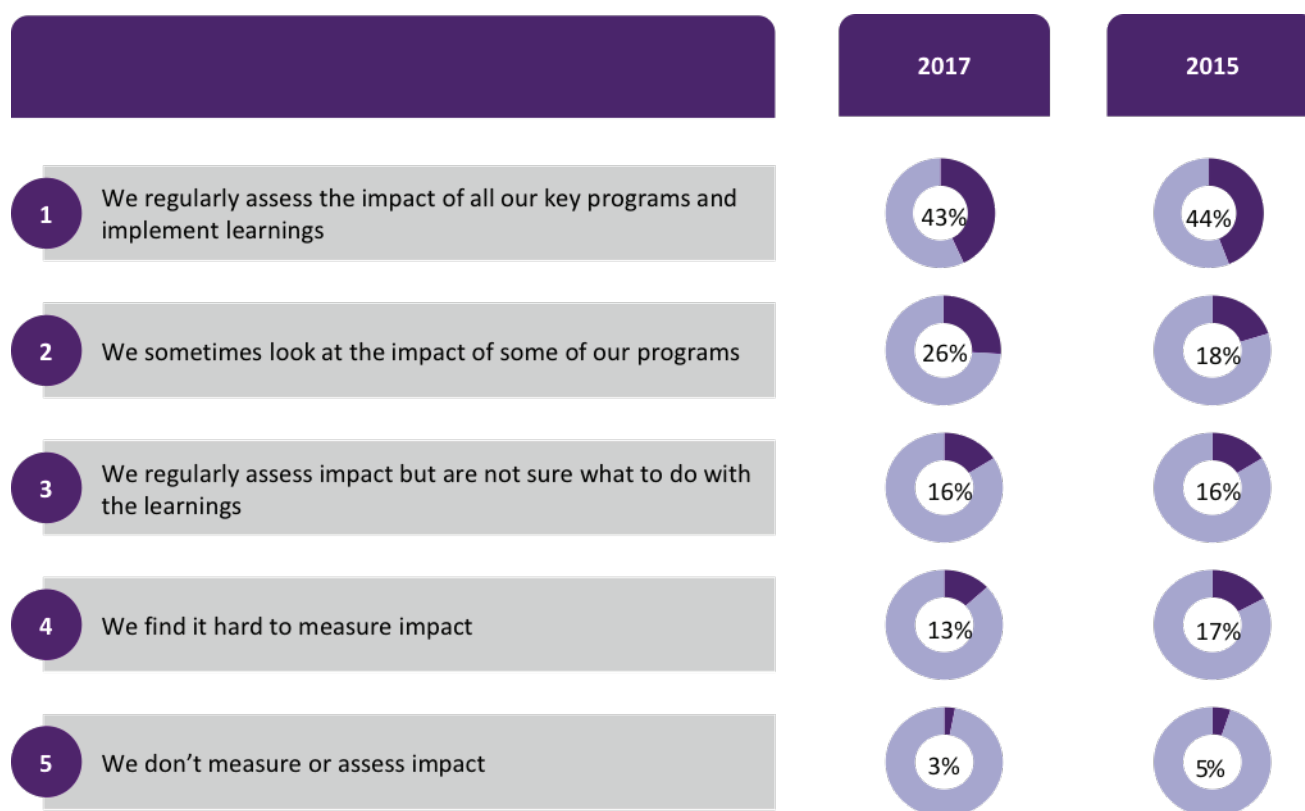 2017
2015
1
We regularly assess the impact of all our key programs and
implement learnings
43%
44%
2
We sometimes look at the impact of some of our programs
26%
18%
3
We regularly assess impact but are not sure what to do with
the learnings
16%
16%
4
We find it hard to measure impact
13%
17%
5
We don’t measure or assess impact
3%
5%